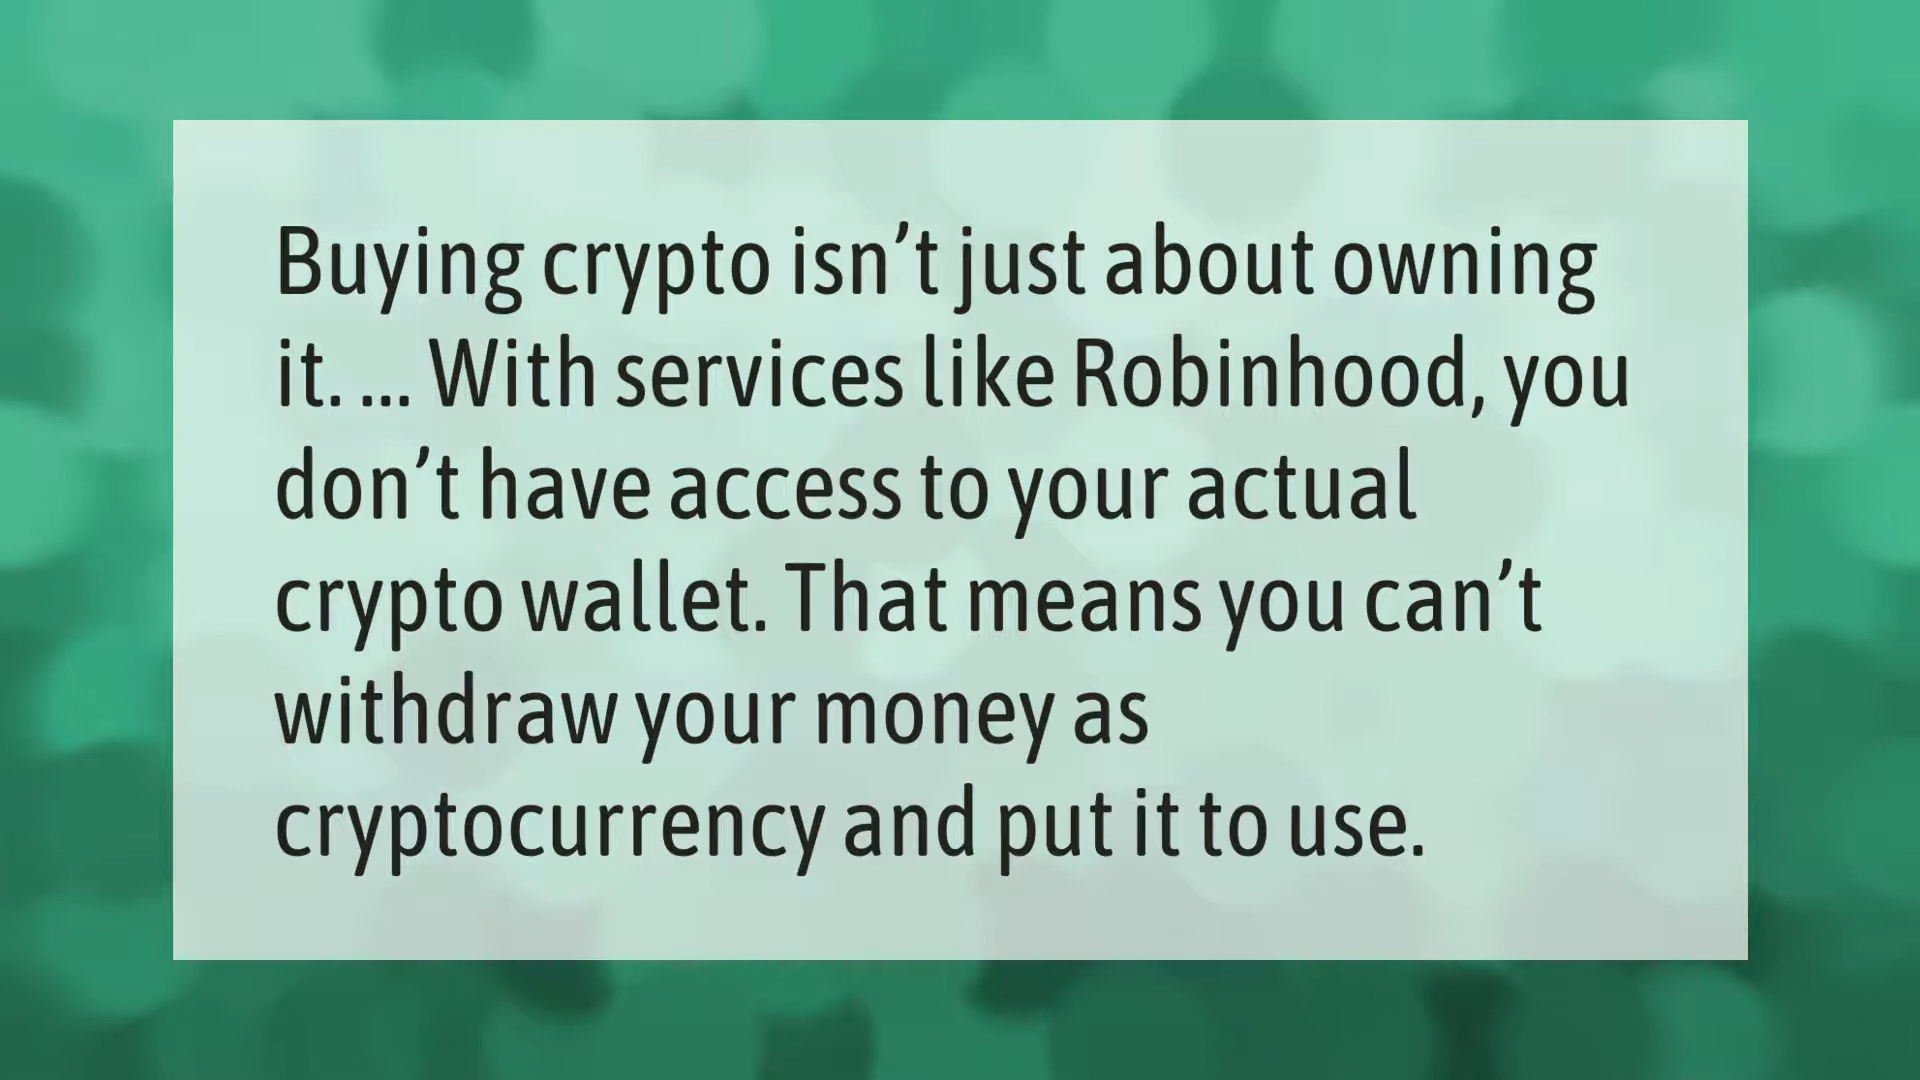 Buying crypto isn’t just about owning
it. ... With services like Robinhood, you
don’t have access to your actual
crypto wallet. That means you can’t
withdraw your money as
cryptocurrency and put it to use.